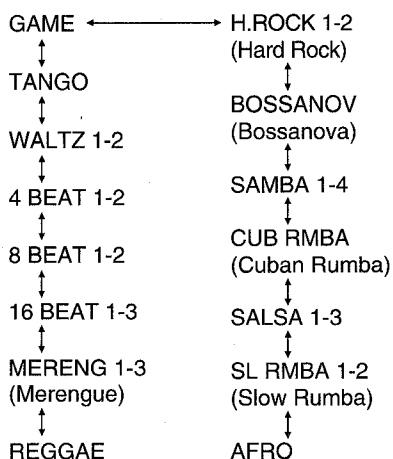 GAME
TANGO
WALTZ 1-2
4 BEAT 1-2
8 BEAT 1-2
16 BEAT 1-3
MERENG 1-3
(Merengue)
REGGAE
H.ROCK 1-2
(Hard Rock)
BOSSANOV
(Bossanova)
SAMBA 1-4
CUB RMBA
(Cuban Rumba)
SALSA 1-3
SL RMBA 1-2
(Slow Rumba)
AFRO